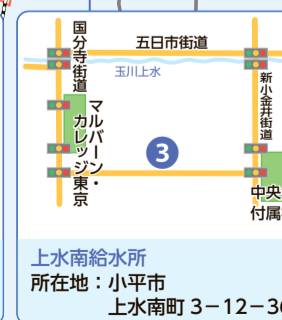 国分寺街道
五日市街道
玉川上水
新小金井街道
マルバーン・
カレッジ東京
3
中央
付属
上水南給水所
所在地：小平市
上水南町 3－12－36